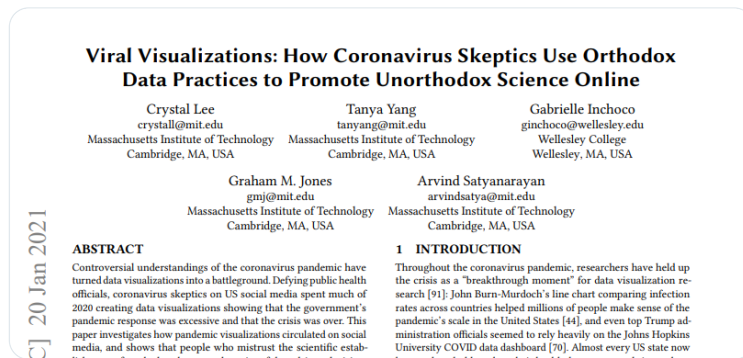 Viral Visualizations: How Coronavirus Skeptics Use Orthodox
Data Practices to Promote Unorthodox Science Online
Crystal Lee
crystall@mit.edu
Massachusetts Institute of Technology
Cambridge, MA, USA
Tanya Yang
tanyang@mit.edu
Massachusetts Institute of Technology
Cambridge, MA, USA
Gabrielle Inchoco
ginchoco@wellesley.edu
Wellesley College
Wellesley, MA, USA
Graham M. Jones
gmj@mit.edu
Massachusetts Institute of Technology
Cambridge, MA, USA
Arvind Satyanarayan
arvindsatya@mit.edu
Massachusetts Institute of Technology
Cambridge, MA, USA
C] 20 Jan 2021
ABSTRACT
Controversial understandings of the coronavirus pandemic have
turned data visualizations into a battleground. Defying public health
officials, coronavirus skeptics on US social media spent much of
2020 creating data visualizations showing that the government's
pandemic response was excessive and that the crisis was over. This
paper investigates how pandemic visualizations circulated on social
media, and shows that people who mistrust the scientific estab-
1 INTRODUCTION
Throughout the coronavirus pandemic, researchers have held up
the crisis as a "breakthrough moment" for data visualization re-
search [91]: John Burn-Murdoch's line chart comparing infection
rates across countries helped millions of people make sense of the
pandemic's scale in the United States [44], and even top Trump ad-
ministration officials seemed to rely heavily on the Johns Hopkins
University COVID data dashboard [70]. Almost every US state now